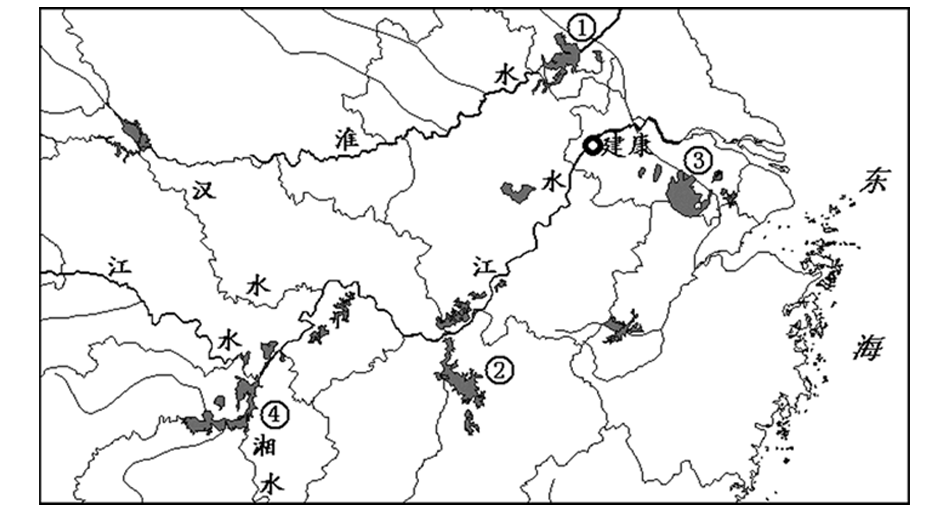 ①
水
淮
建康
③
汉
水
东
江
水
江
水
海
②
④
湘
水